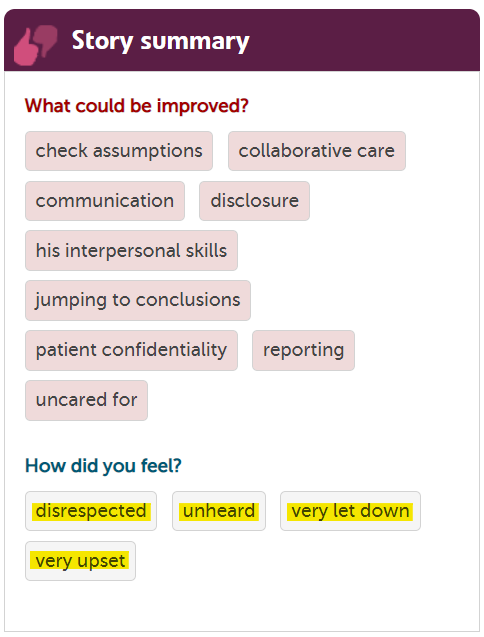 Story summary
What could be improved?
check assumptions collaborative care
communication disclosure
his interpersonal skills
jumping to conclusions
patient confidentiality reporting
uncared for
How did you feel?
disrespected unheard very let down
very upset